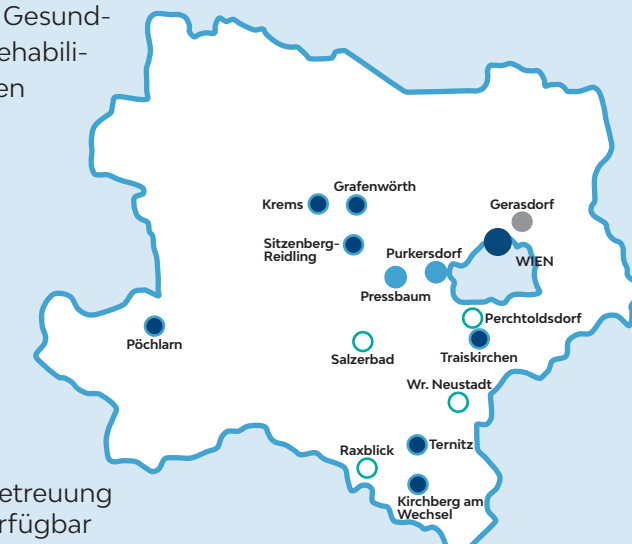 Gesund-
ehabili-
en
Grafenwörth
Krems
Gerasdorf
Sitzenberg-
Reidling
Purkersdorf
WIEN
Pressbaum
Perchtoldsdorf
Pöchlarn
Salzerbad
Traiskirchen
Wr. Neustadt
Raxblick
Ternitz
etreuung
Kirchberg am
Wechsel
rfügbar